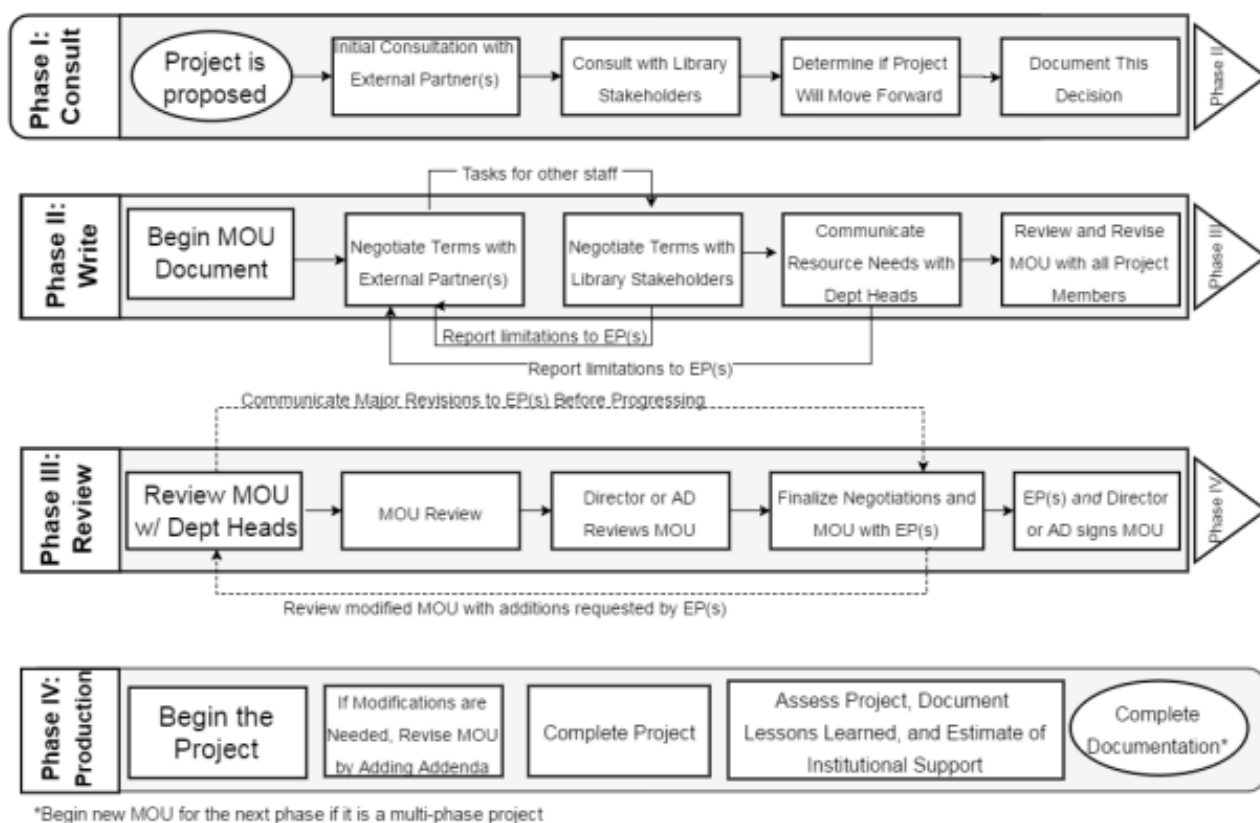 Phase I:
Consult
Project is
proposed
Initial Consultation with
External Partner(s)
Consult with Library
Stakeholders
Determine if Project
Will Move Forward
Document This
Decision
Phase II
Phase II:
Write
Tasks for other staff
Begin MOU
Document
Negotiate Terms with
External Partner(s)
Negotiate Terms with
Library Stakeholders
Communicate
Resource Needs with
Dept Heads
Review and Revise
MOU with all Project
Members
Phase III
Report limitations to EP(s)
Report limitations to EP(s)
Communicate Major Revisions to EP(s) Before Progressing
Phase III:
Review
Review MOU
w/ Dept Heads
MOU Review
Director or AD
Reviews MOU
Finalize Negotiations and
MOU with EP(s)
EP(s) and Director
or AD signs MOU
Phase IV
Review modified MOU with additions requested by EP(s)
Phase IV:
Production
Begin the
Project
If Modifications are
Needed, Revise MOU
by Adding Addenda
Complete Project
Assess Project, Document
Lessons Learned, and Estimate of
Institutional Support
Complete
Documentation*
*Begin new MOU for the next phase if it is a multi-phase project